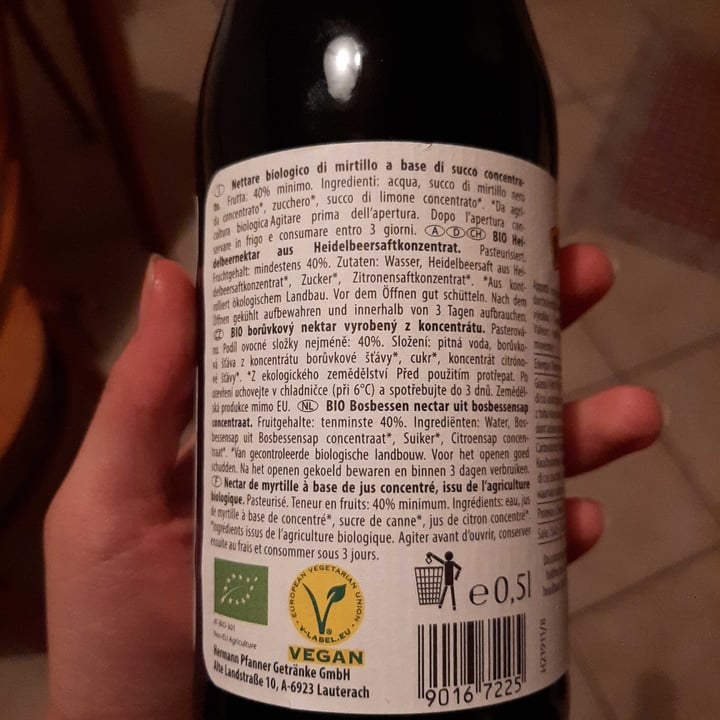 I Nettare biologico di mirtillo a base di succo concentra-
to. Frutta: 40% minimo. Ingredienti: acqua, succo di mirtillo nero
da concentrato*, zucchero*, succo di limone concentrato*. *Da agri-
coltura biologica Agitare prima dell'apertura. Dopo l'apertura con-
servare in frigo e consumare entro 3 giorni. A D CH BIO Hei-
delbeernektar aus Heidelbeersaftkonzentrat. Pasteurisiert.
Fruchtgehalt: mindestens 40%. Zutaten: Wasser, Heidelbeersaft aus Hei-
delbeersaftkonzentrat*, Zucker*, Zitronensaftkonzentrat*. *Aus kont-
rolliert ökologischem Landbau. Vor dem Öffnen gut schütteln. Nach dem
Öffnen gekühlt aufbewahren und innerhalb von 3 Tagen aufbrauchen.
CZ BIO borůvkový nektar vyrobený z koncentrátu. Pasterová-
no. Podíl ovocné složky nejméně: 40%. Složení: pitná voda, borůvko-
vá šťáva z koncentrátu borůvkové šťávy*, cukr*, koncentrát citróno-
vé šťávy*. *Z ekologického zemědělství Před použitím protřepat. Po
otevření uchovejte v chladničce (při 6°C) a spotřebujte do 3 dnů. Zeměděl-
ská produkce mimo EU. NL BIO Bosbessen nectar uit bosbessensap
concentraat. Fruitgehalte: tenminste 40%. Ingrediënten: Water, Bos-
bessensap uit Bosbessensap concentraat*, Suiker*, Citroensap concen-
traat*. *Van gecontroleerde biologische landbouw. Voor het openen goed
schudden. Na het openen gekoeld bewaren en binnen 3 dagen verbruiken.
F Nectar de myrtille à base de jus concentré, issu de l'agriculture
biologique. Pasteurisé. Teneur en fruits: 40% minimum. Ingrédients: eau, jus
de myrtille à base de concentré*, sucre de canne*, jus de citron concentré*.
*Ingredients issus de l'agriculture biologique. Agiter avant d'ouvrir, conserver
ensuite au frais et consommer sous 3 jours.
EUROPEAN VEGETARIAN UNION
V-LABEL.EU
VEGAN
AT-BIO-301
Agriculture
Hermann Pfanner Getränke GmbH
Alte Landstraße 10, A-6923 Lauterach
e 0,5l
9016 7225
H21911/8